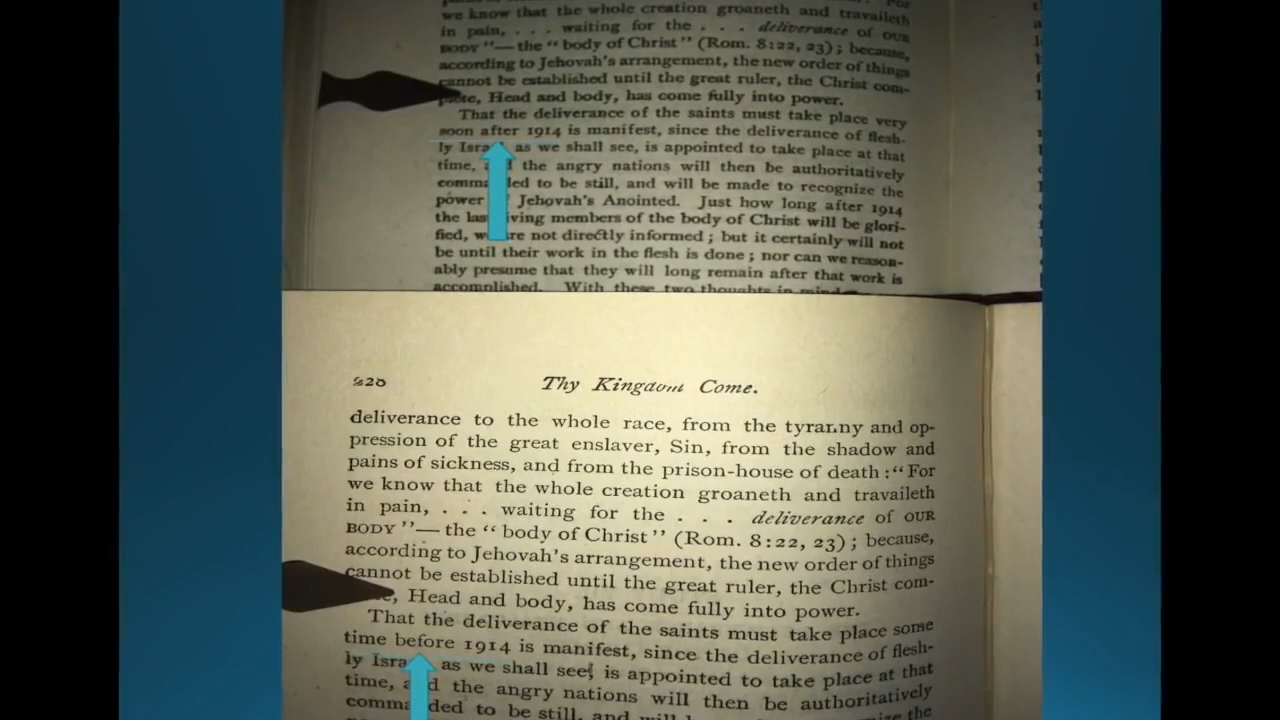 we know that the whole creation groaneth and travaileth
in pain, . . . waiting for the . . . deliverance of OUR
BODY"—the "body of Christ" (Rom. 8:22, 23); because,
according to Jehovah's arrangement, the new order of things
cannot be established until the great ruler, the Christ com-
Head and body, has come fully into power.
That the deliverance of the saints must take place very
soon after 1914 is manifest, since the deliverance of flesh-
ly as we shall see, is appointed to take place at that
time, the angry nations will then be authoritatively
to be still, and will be made to recognize the
power Jehovah's Anointed. Just how long after 1914
the members of the body of Christ will be glori-
fied, are not directly informed; but it certainly will not
be until their work in the flesh is done; nor can we reason-
ably presume that they will long remain after that work is
accomplished. With these two thoughts in mind
Thy Kingdom Come.
deliverance to the whole race, from the tyranny and op-
pression of the great enslaver, Sin, from the shadow and
pains of sickness, and from the prison-house of death:"For
we know that the whole creation groaneth and travaileth
in pain, . . . waiting for the . . . deliverance of OUR
BODY"—the "body of Christ" (Rom. 8:22, 23); because,
according to Jehovah's arrangement, the new order of things
cannot be established until the great ruler, the Christ com-
Head and body, has come fully into power.
That the deliverance of the saints must take place some
time before 1914 is manifest, since the deliverance of flesh-
ly as we shall see, is appointed to take place at that
time, the angry nations will then be authoritatively
to be still, and will
the